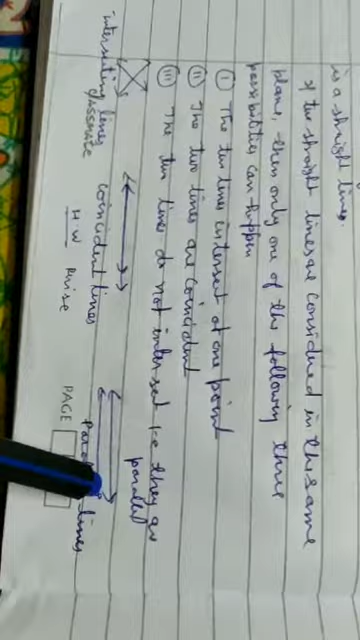 is a straight line.
If two straight lines are considered in the same
plane, then only one of the following three
possibilities can happen
(i) The two lines intersect at one point
(ii) The two lines are coincident
(iii) The two lines do not intersect i.e they are
parallel
intersecting lines
coincident lines
lines
classmate
H.W
PAGE